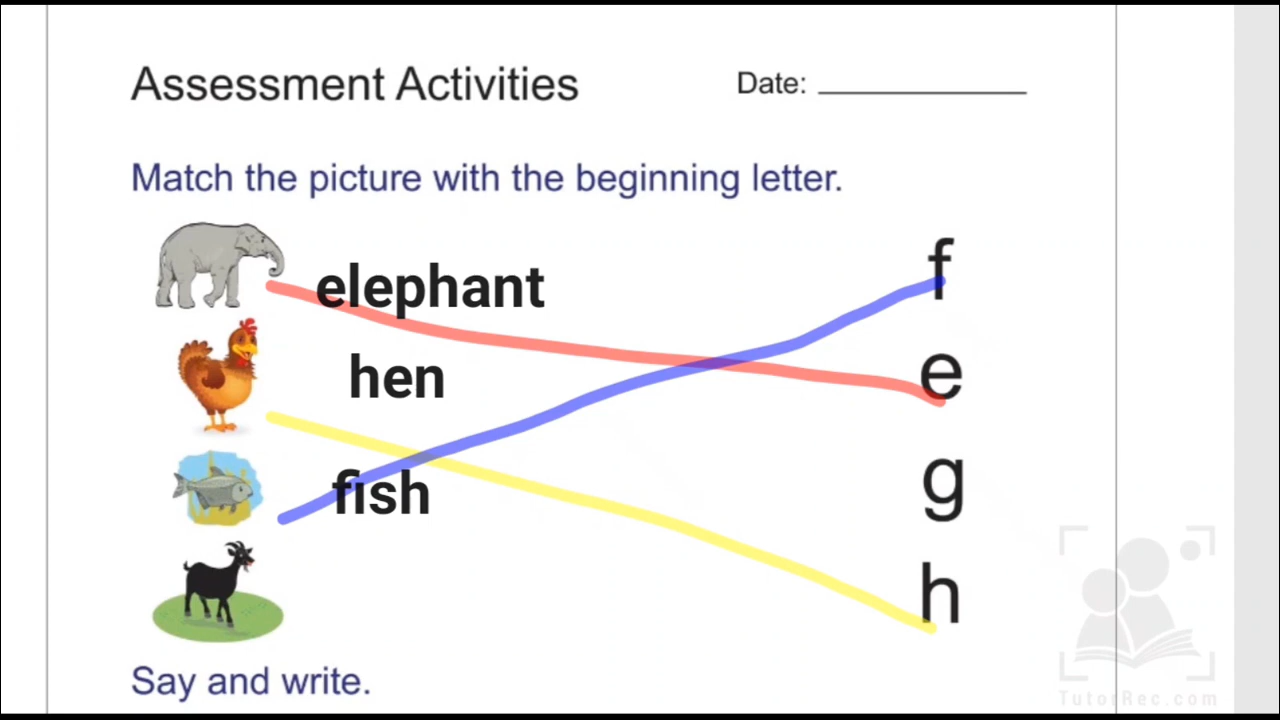 Assessment Activities Date:
Match the picture with the beginning letter.
elephant f
hen e
fish g
h
Say and write.
TutorRec.com